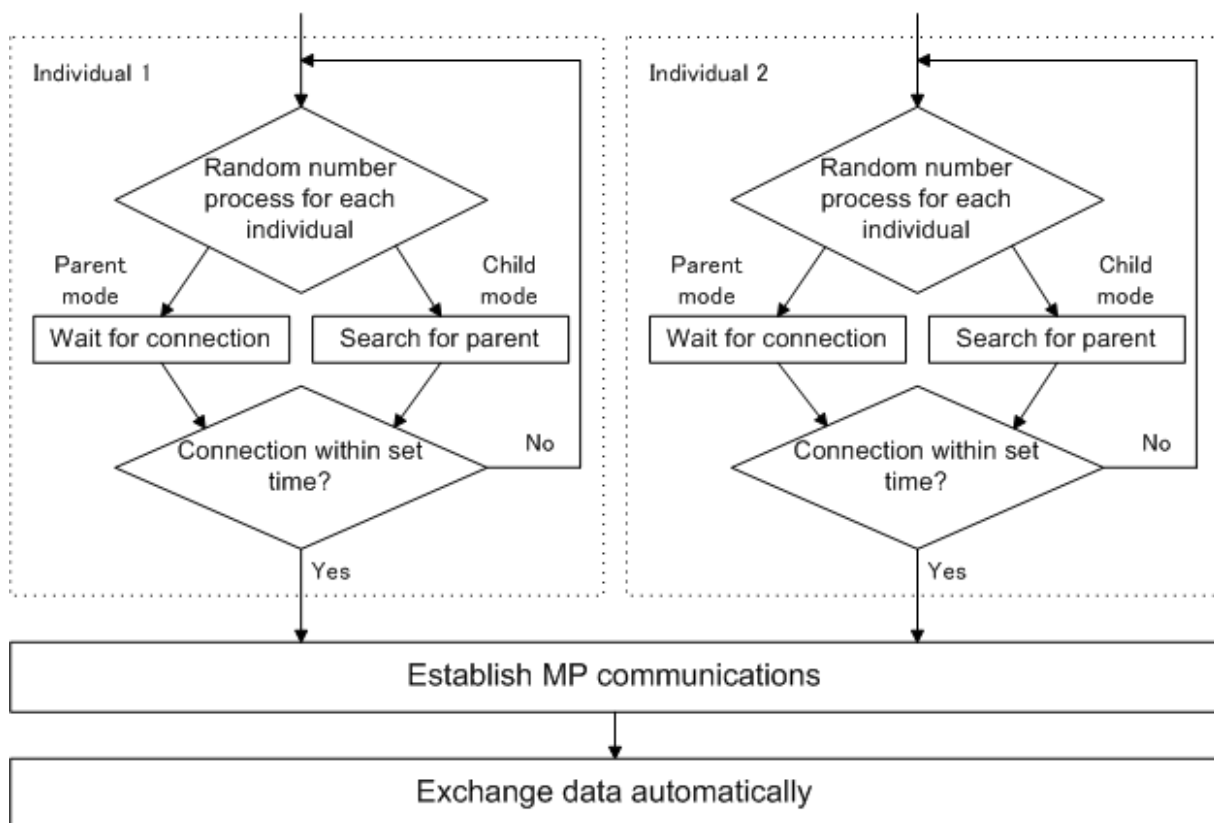 Individual 1
Random number
process for each
individual
Parent
mode
Child
mode
Wait for connection
Search for parent
Connection within set
time?
No
Yes
Individual 2
Random number
process for each
individual
Parent
mode
Child
mode
Wait for connection
Search for parent
Connection within set
time?
No
Yes
Establish MP communications
Exchange data automatically